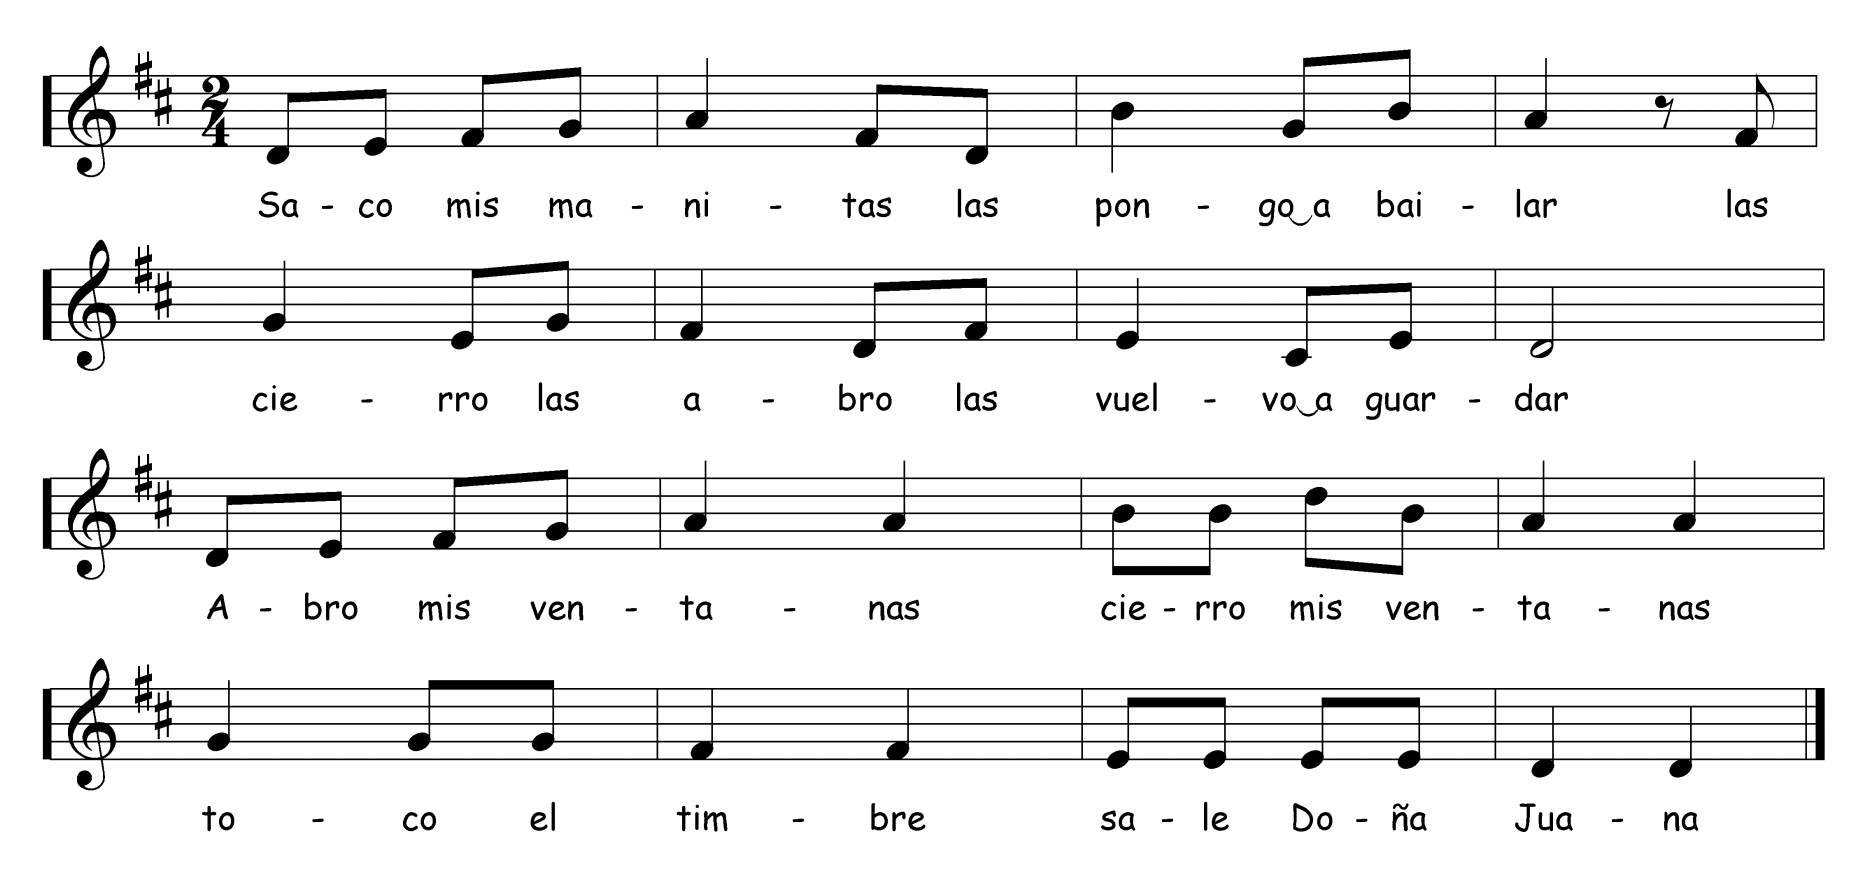 2
4
Sa - co mis ma - ni - tas las pon - go‿a bai - lar las
cie - rro las a - bro las vuel - vo‿a guar - dar
A - bro mis ven - ta - nas cie - rro mis ven - ta - nas
to - co el tim - bre sa - le Do - ña Jua - na